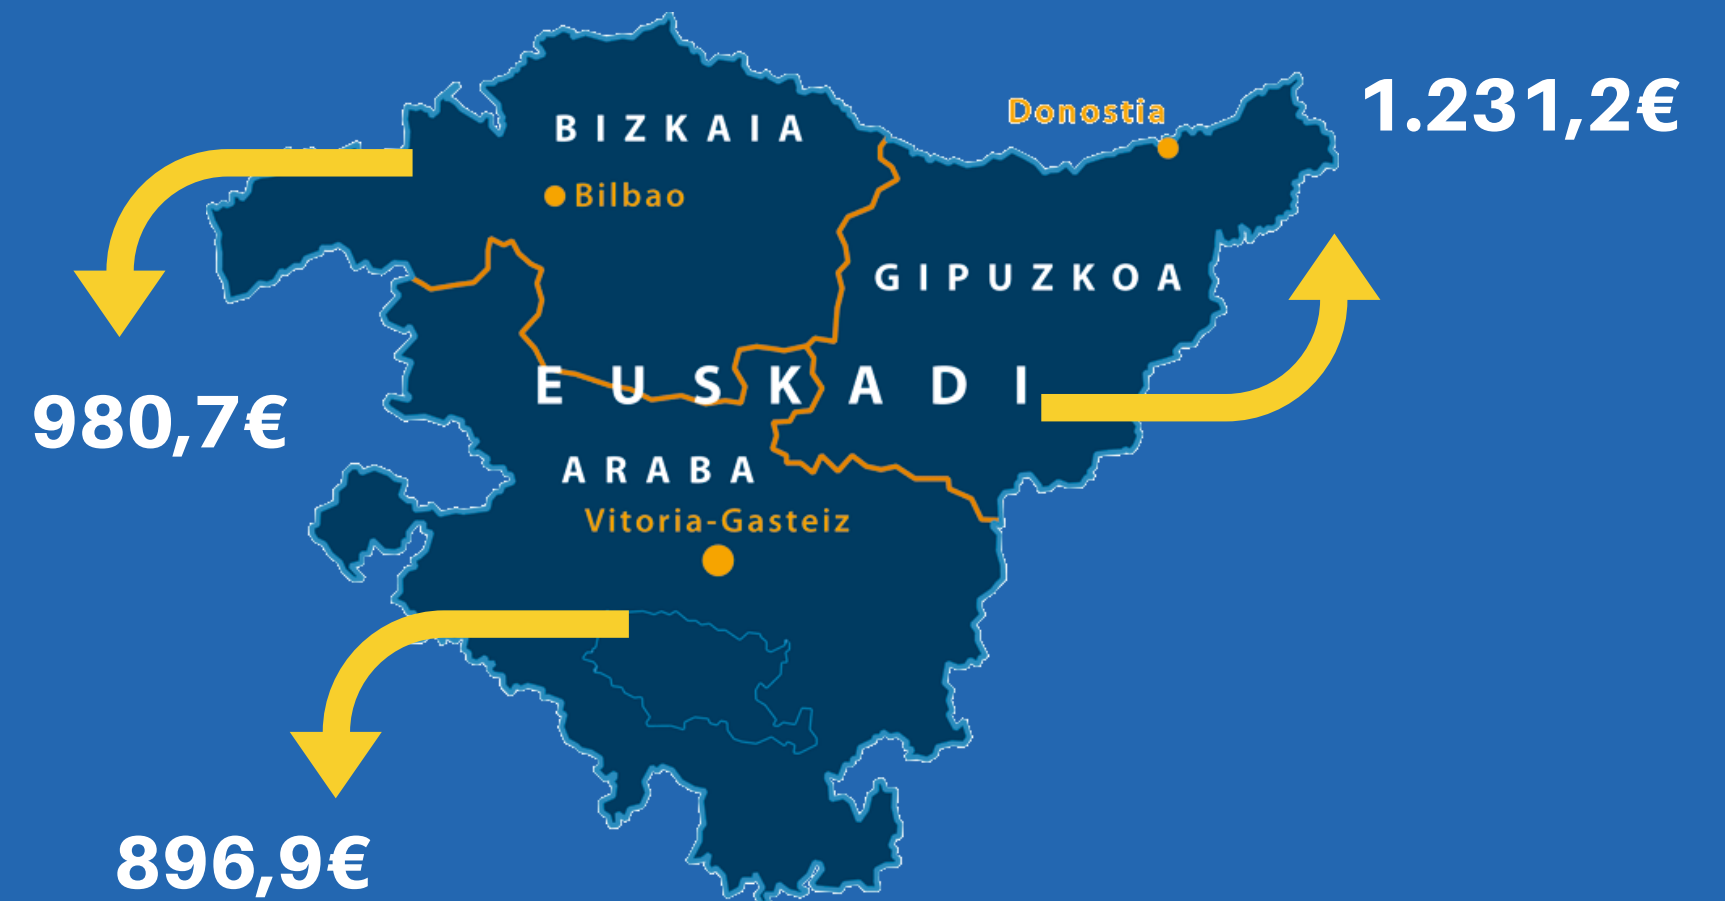 Donostia
1.231,2€
BIZKAIA
Bilbao
GIPUZKOA
EUSKADI
980,7€
ARABA
Vitoria-Gasteiz
896,9€